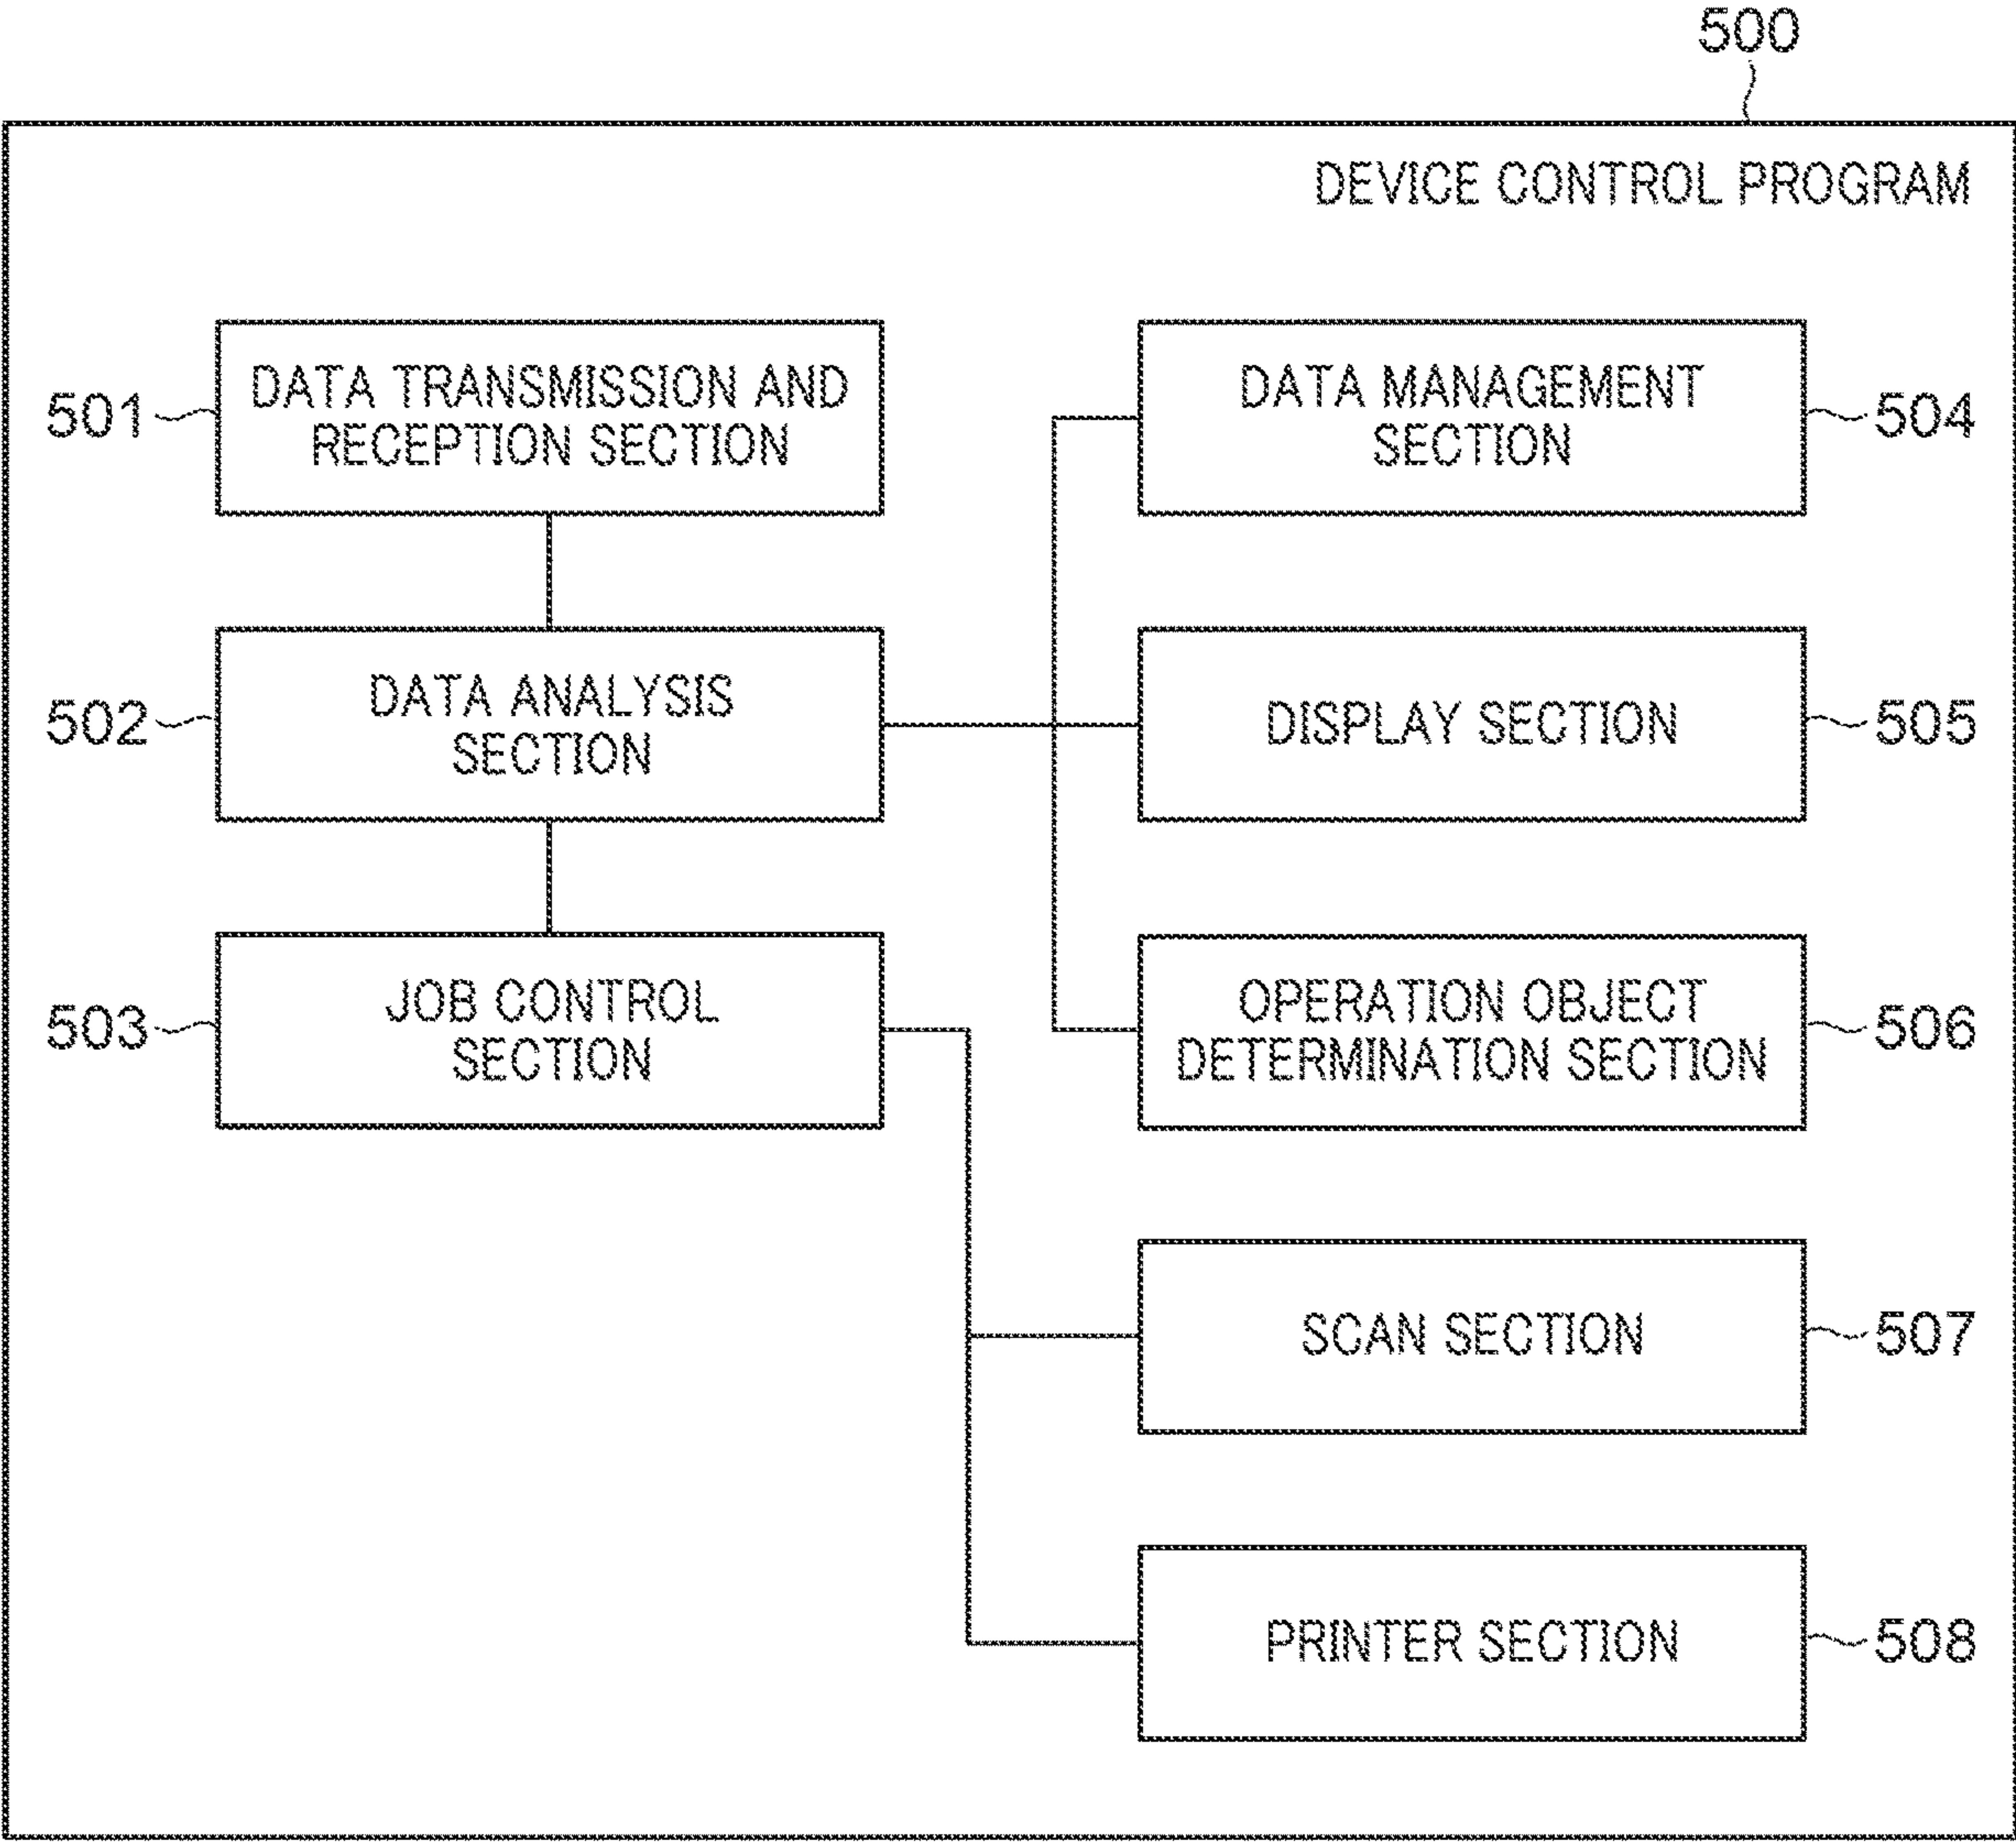 500
DEVICE CONTROL PROGRAM
501
DATA TRANSMISSION AND
RECEPTION SECTION
DATA MANAGEMENT
SECTION
504
502
DATA ANALYSIS
SECTION
DISPLAY SECTION
505
503
JOB CONTROL
SECTION
OPERATION OBJECT
DETERMINATION SECTION
506
SCAN SECTION
507
PRINTER SECTION
508